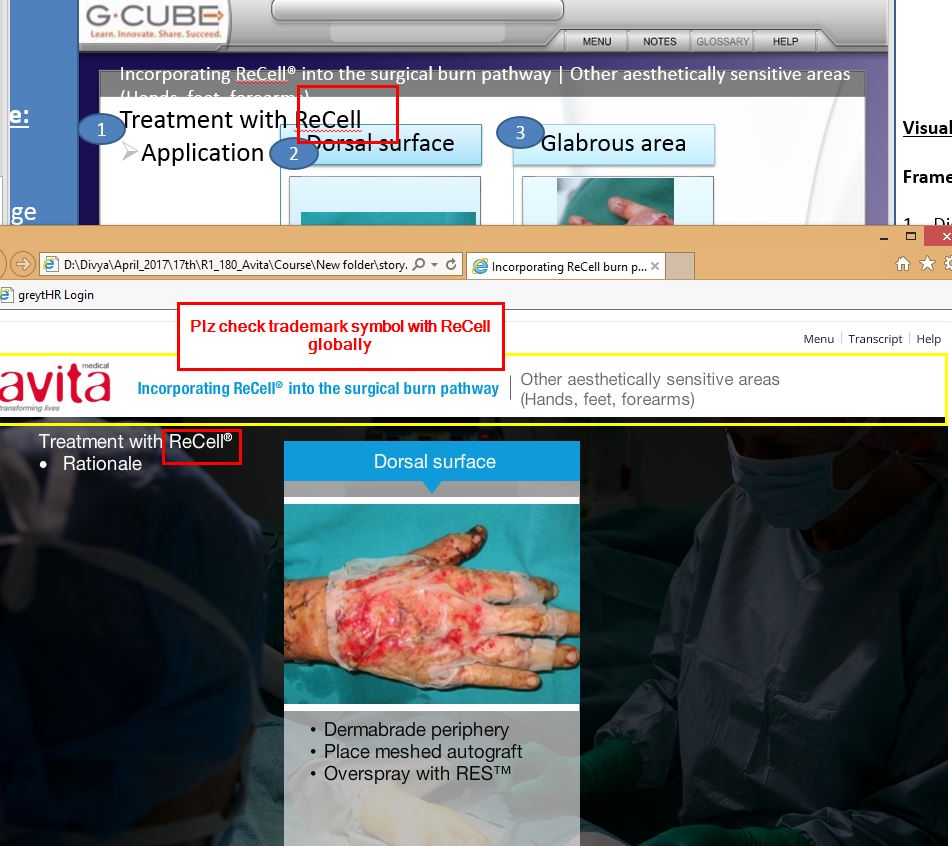 G-CUBE
Learn. Innovate. Share. Succeed.
MENU
NOTES
GLOSSARY
HELP
Incorporating ReCell® into the surgical burn pathway | Other aesthetically sensitive areas
(Hands, feet, forearms)
e:
1
Treatment with ReCell
Application
2
Dorsal surface
3
Glabrous area
Visual
Frame
ge
1
D:\Divya\April_2017\17th\R1_180_Avita\Course\New folder\story.
Incorporating ReCell burn p...
greytHR Login
Plz check trademark symbol with ReCell
globally
Menu
Transcript
Help
avita
medical
transforming lives
Incorporating ReCell® into the surgical burn pathway
Other aesthetically sensitive areas
(Hands, feet, forearms)
Treatment with ReCell®
• Rationale
Dorsal surface
• Dermabrade periphery
• Place meshed autograft
• Overspray with RES™